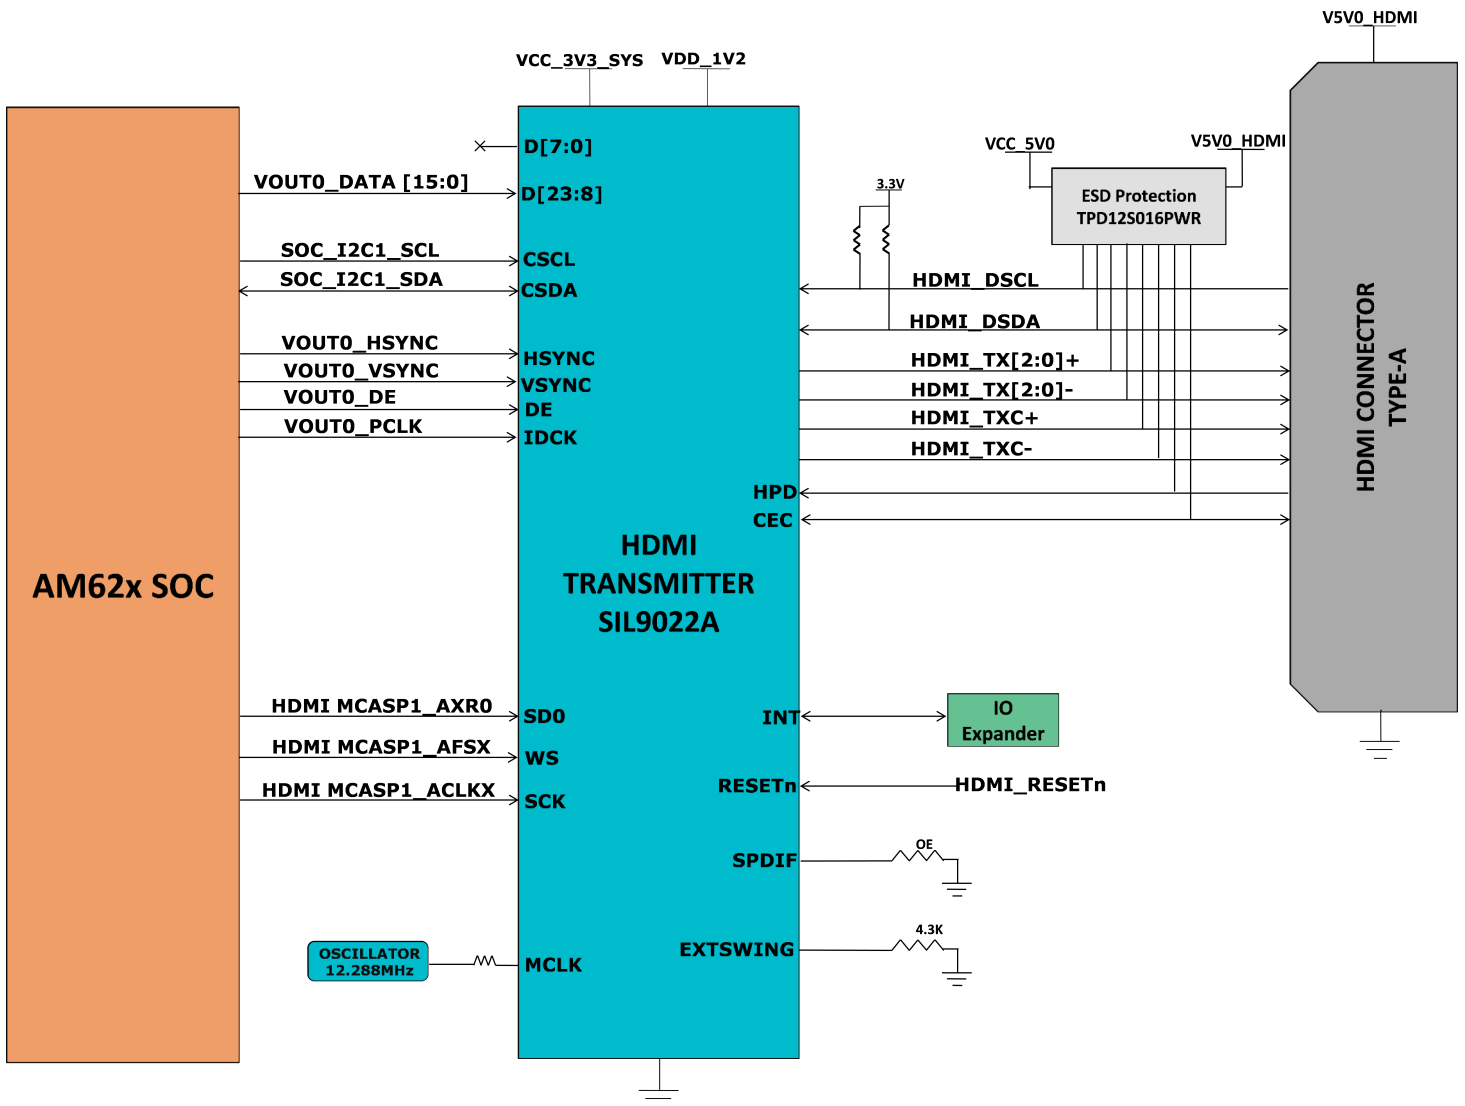 V5V0_HDMI
VCC_3V3_SYS
VDD_1V2
VCC_5V0
V5V0_HDMI
D[7:0]
VOUT0_DATA [15:0]
D[23:8]
3.3V
ESD Protection
TPD12S016PWR
SOC_I2C1_SCL
CSCL
SOC_I2C1_SDA
CSDA
HDMI_DSCL
HDMI_DSDA
VOUT0_HSYNC
HSYNC
VOUT0_VSYNC
VSYNC
VOUT0_DE
DE
VOUT0_PCLK
IDCK
HDMI_TX[2:0]+
HDMI_TX[2:0]-
HDMI_TXC+
HDMI_TXC-
HPD
CEC
HDMI CONNECTOR
TYPE-A
AM62x SOC
HDMI
TRANSMITTER
SIL9022A
HDMI MCASP1_AXR0
SD0
HDMI MCASP1_AFSX
WS
HDMI MCASP1_ACLKX
SCK
INT
IO
Expander
RESETn
HDMI_RESETn
SPDIF
OE
EXTSWING
4.3K
OSCILLATOR
12.288MHz
MCLK